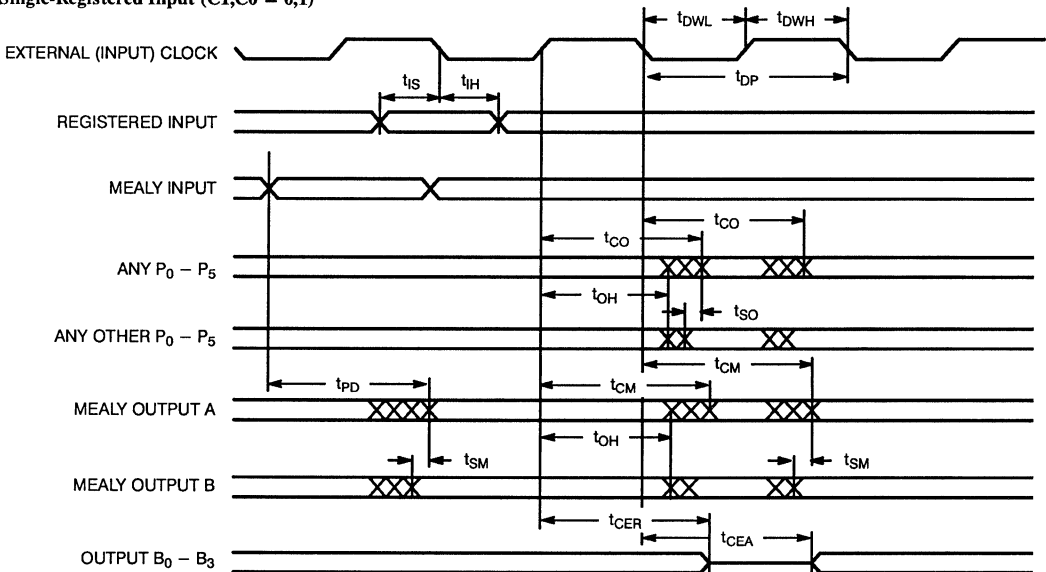 Single-Registered Input (C1,C0 = 0,1)
tDWL tDWH
EXTERNAL (INPUT) CLOCK
tDP
tIS tIH
REGISTERED INPUT
MEALY INPUT
tCO
tCO
ANY P0 – P5
tOH
tSO
ANY OTHER P0 – P5
tCM
tPD tCM
MEALY OUTPUT A
tOH
tSM tSM
MEALY OUTPUT B
tCER
tCEA
OUTPUT B0 – B3